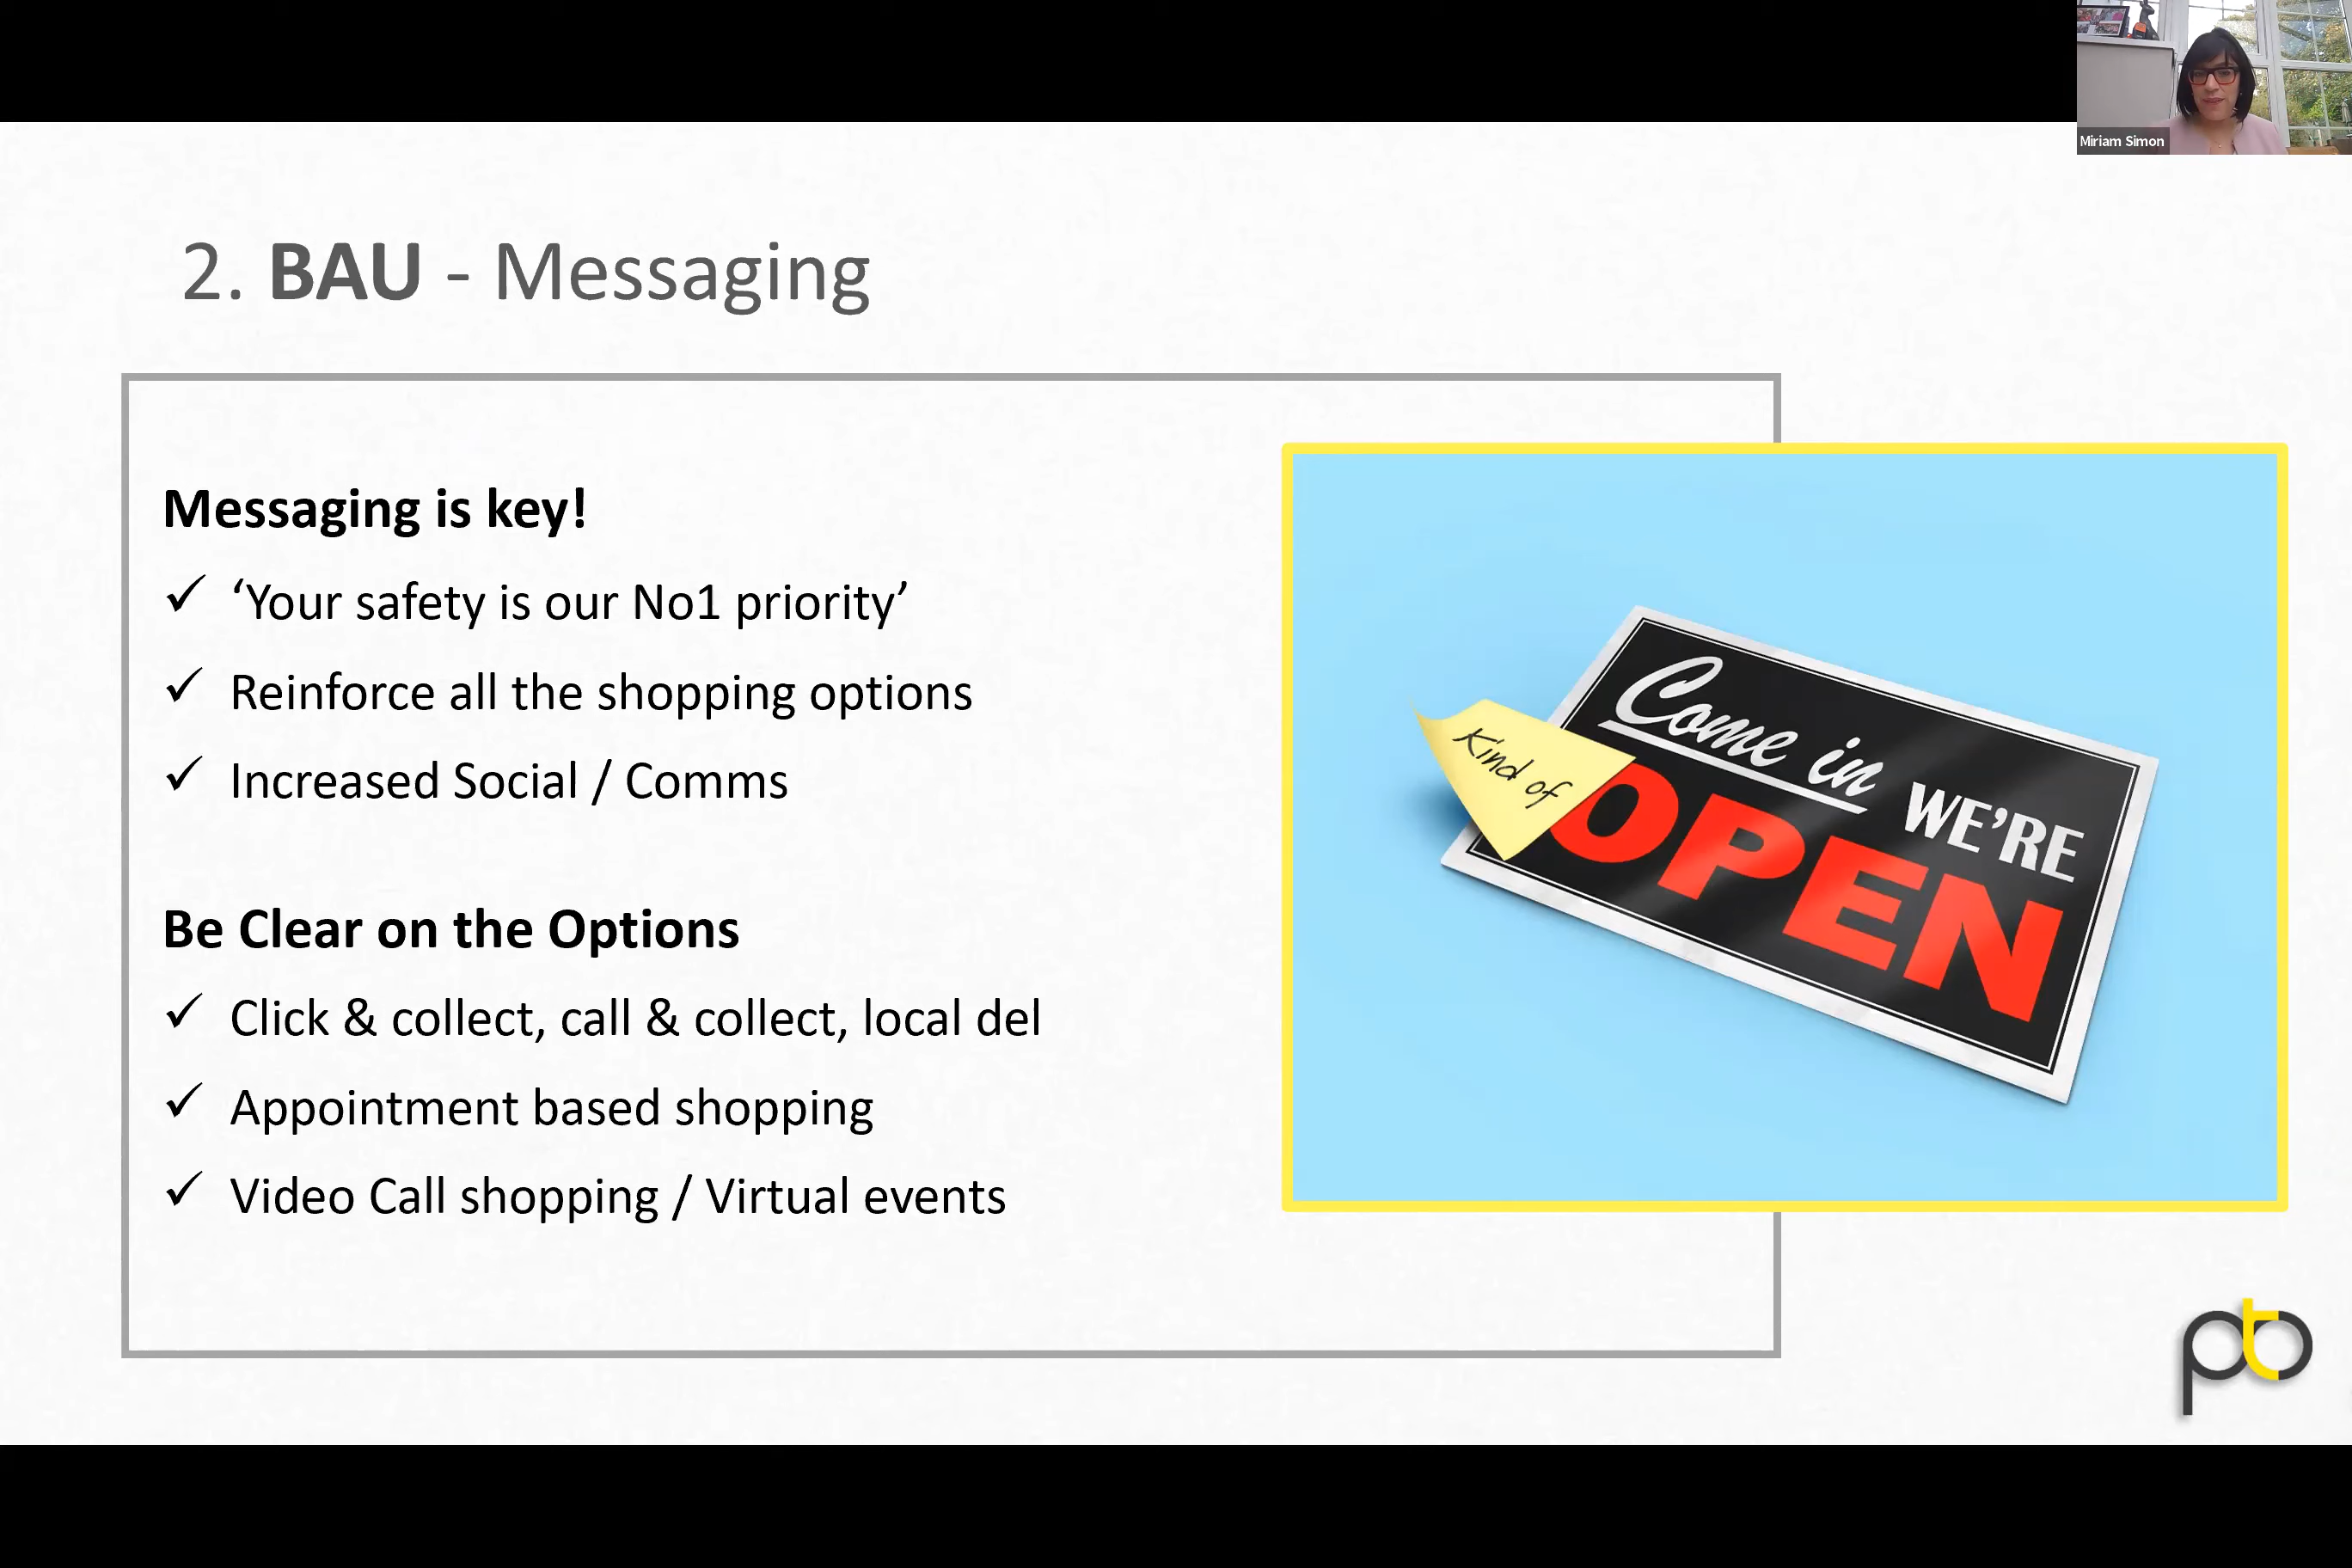 Miriam Simon
2. BAU - Messaging
Messaging is key!
✓ ‘Your safety is our No1 priority’
✓ Reinforce all the shopping options
✓ Increased Social / Comms
Be Clear on the Options
✓ Click & collect, call & collect, local del
✓ Appointment based shopping
✓ Video Call shopping / Virtual events
Come in WE’RE
Kind of
OPEN
ptb